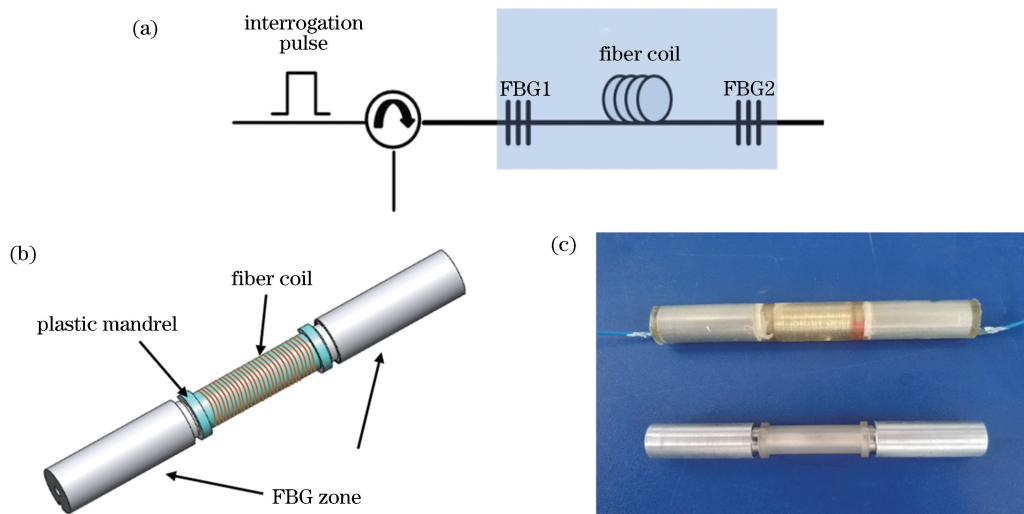 (a)
interrogation
pulse
fiber coil
FBG1
FBG2
(b)
fiber coil
plastic mandrel
FBG zone
(c)